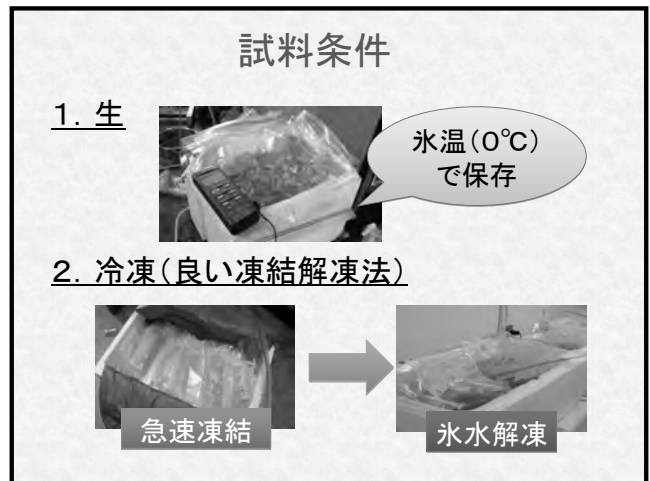 試料条件
1．生
氷温（0℃）
で保存
2．冷凍（良い凍結解凍法）
急速凍結
氷水解凍